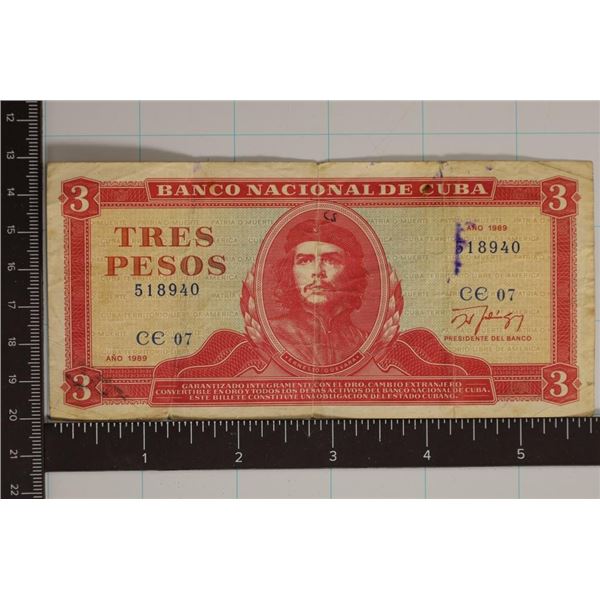 3 BANCO NACIONAL DE CUBA 3
TRES
PESOS
518940
CE 07
AÑO 1989
AÑO 1989
518940
CE 07
PRESIDENTE DEL BANCO
ERNESTO GUEVARA
GARANTIZADO INTEGRAMENTE CON EL ORO, CAMBIO EXTRANJERO
CONVERTIBLE EN ORO Y TODOS LOS DEMAS ACTIVOS DEL BANCO NACIONAL DE CUBA.
ESTE BILLETE CONSTITUYE UNA OBLIGACION DEL ESTADO CUBANO.
3 3
12
13
14
15
16
17
18
19
20
21
22
1 2 3 4 5